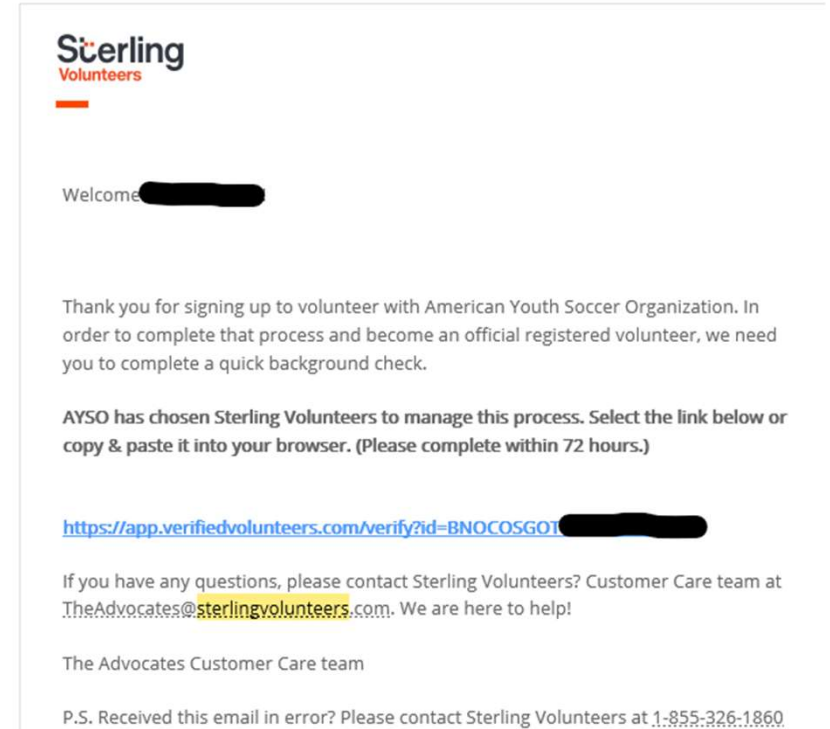 Sterling
Volunteers
Welcome
Thank you for signing up to volunteer with American Youth Soccer Organization. In
order to complete that process and become an official registered volunteer, we need
you to complete a quick background check.
AYSO has chosen Sterling Volunteers to manage this process. Select the link below or
copy & paste it into your browser. (Please complete within 72 hours.)
https://app.verifiedvolunteers.com/verify?id=BNOCOSGOT
If you have any questions, please contact Sterling Volunteers? Customer Care team at
TheAdvocates@sterlingvolunteers.com. We are here to help!
The Advocates Customer Care team
P.S. Received this email in error? Please contact Sterling Volunteers at 1-855-326-1860